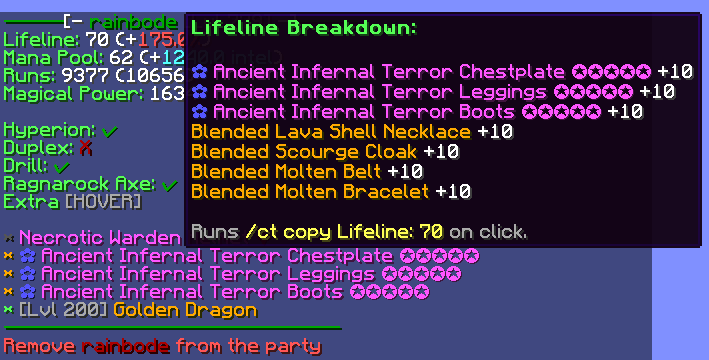 [- rainbode
Lifeline: 70 (+175.0
Mana Pool: 62 (+12
Runs: 9377 (10656
Magical Power: 163
Hyperion: ✓
Duplex: X
Drill: ✓
Ragnarock Axe: ✓
Extra [HOVER]
Necrotic Warden
✿ Ancient Infernal Terror Chestplate ✪✪✪✪✪
✿ Ancient Infernal Terror Leggings ✪✪✪✪✪
✿ Ancient Infernal Terror Boots ✪✪✪✪✪
[Lvl 200] Golden Dragon
Remove rainbode from the party
Lifeline Breakdown:
✿ Ancient Infernal Terror Chestplate ✪✪✪✪✪ +10
✿ Ancient Infernal Terror Leggings ✪✪✪✪✪ +10
✿ Ancient Infernal Terror Boots ✪✪✪✪✪ +10
Blended Lava Shell Necklace +10
Blended Scourge Cloak +10
Blended Molten Belt +10
Blended Molten Bracelet +10
Runs /ct copy Lifeline: 70 on click.